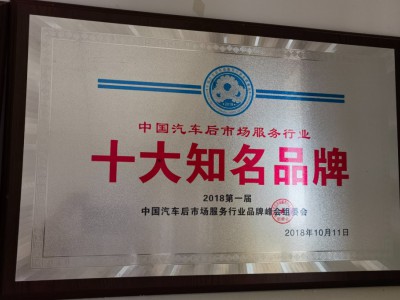 中国汽车后市场服务行业
十大知名品牌
2018第一届
中国汽车后市场服务行业品牌峰会组委会
2018年10月11日